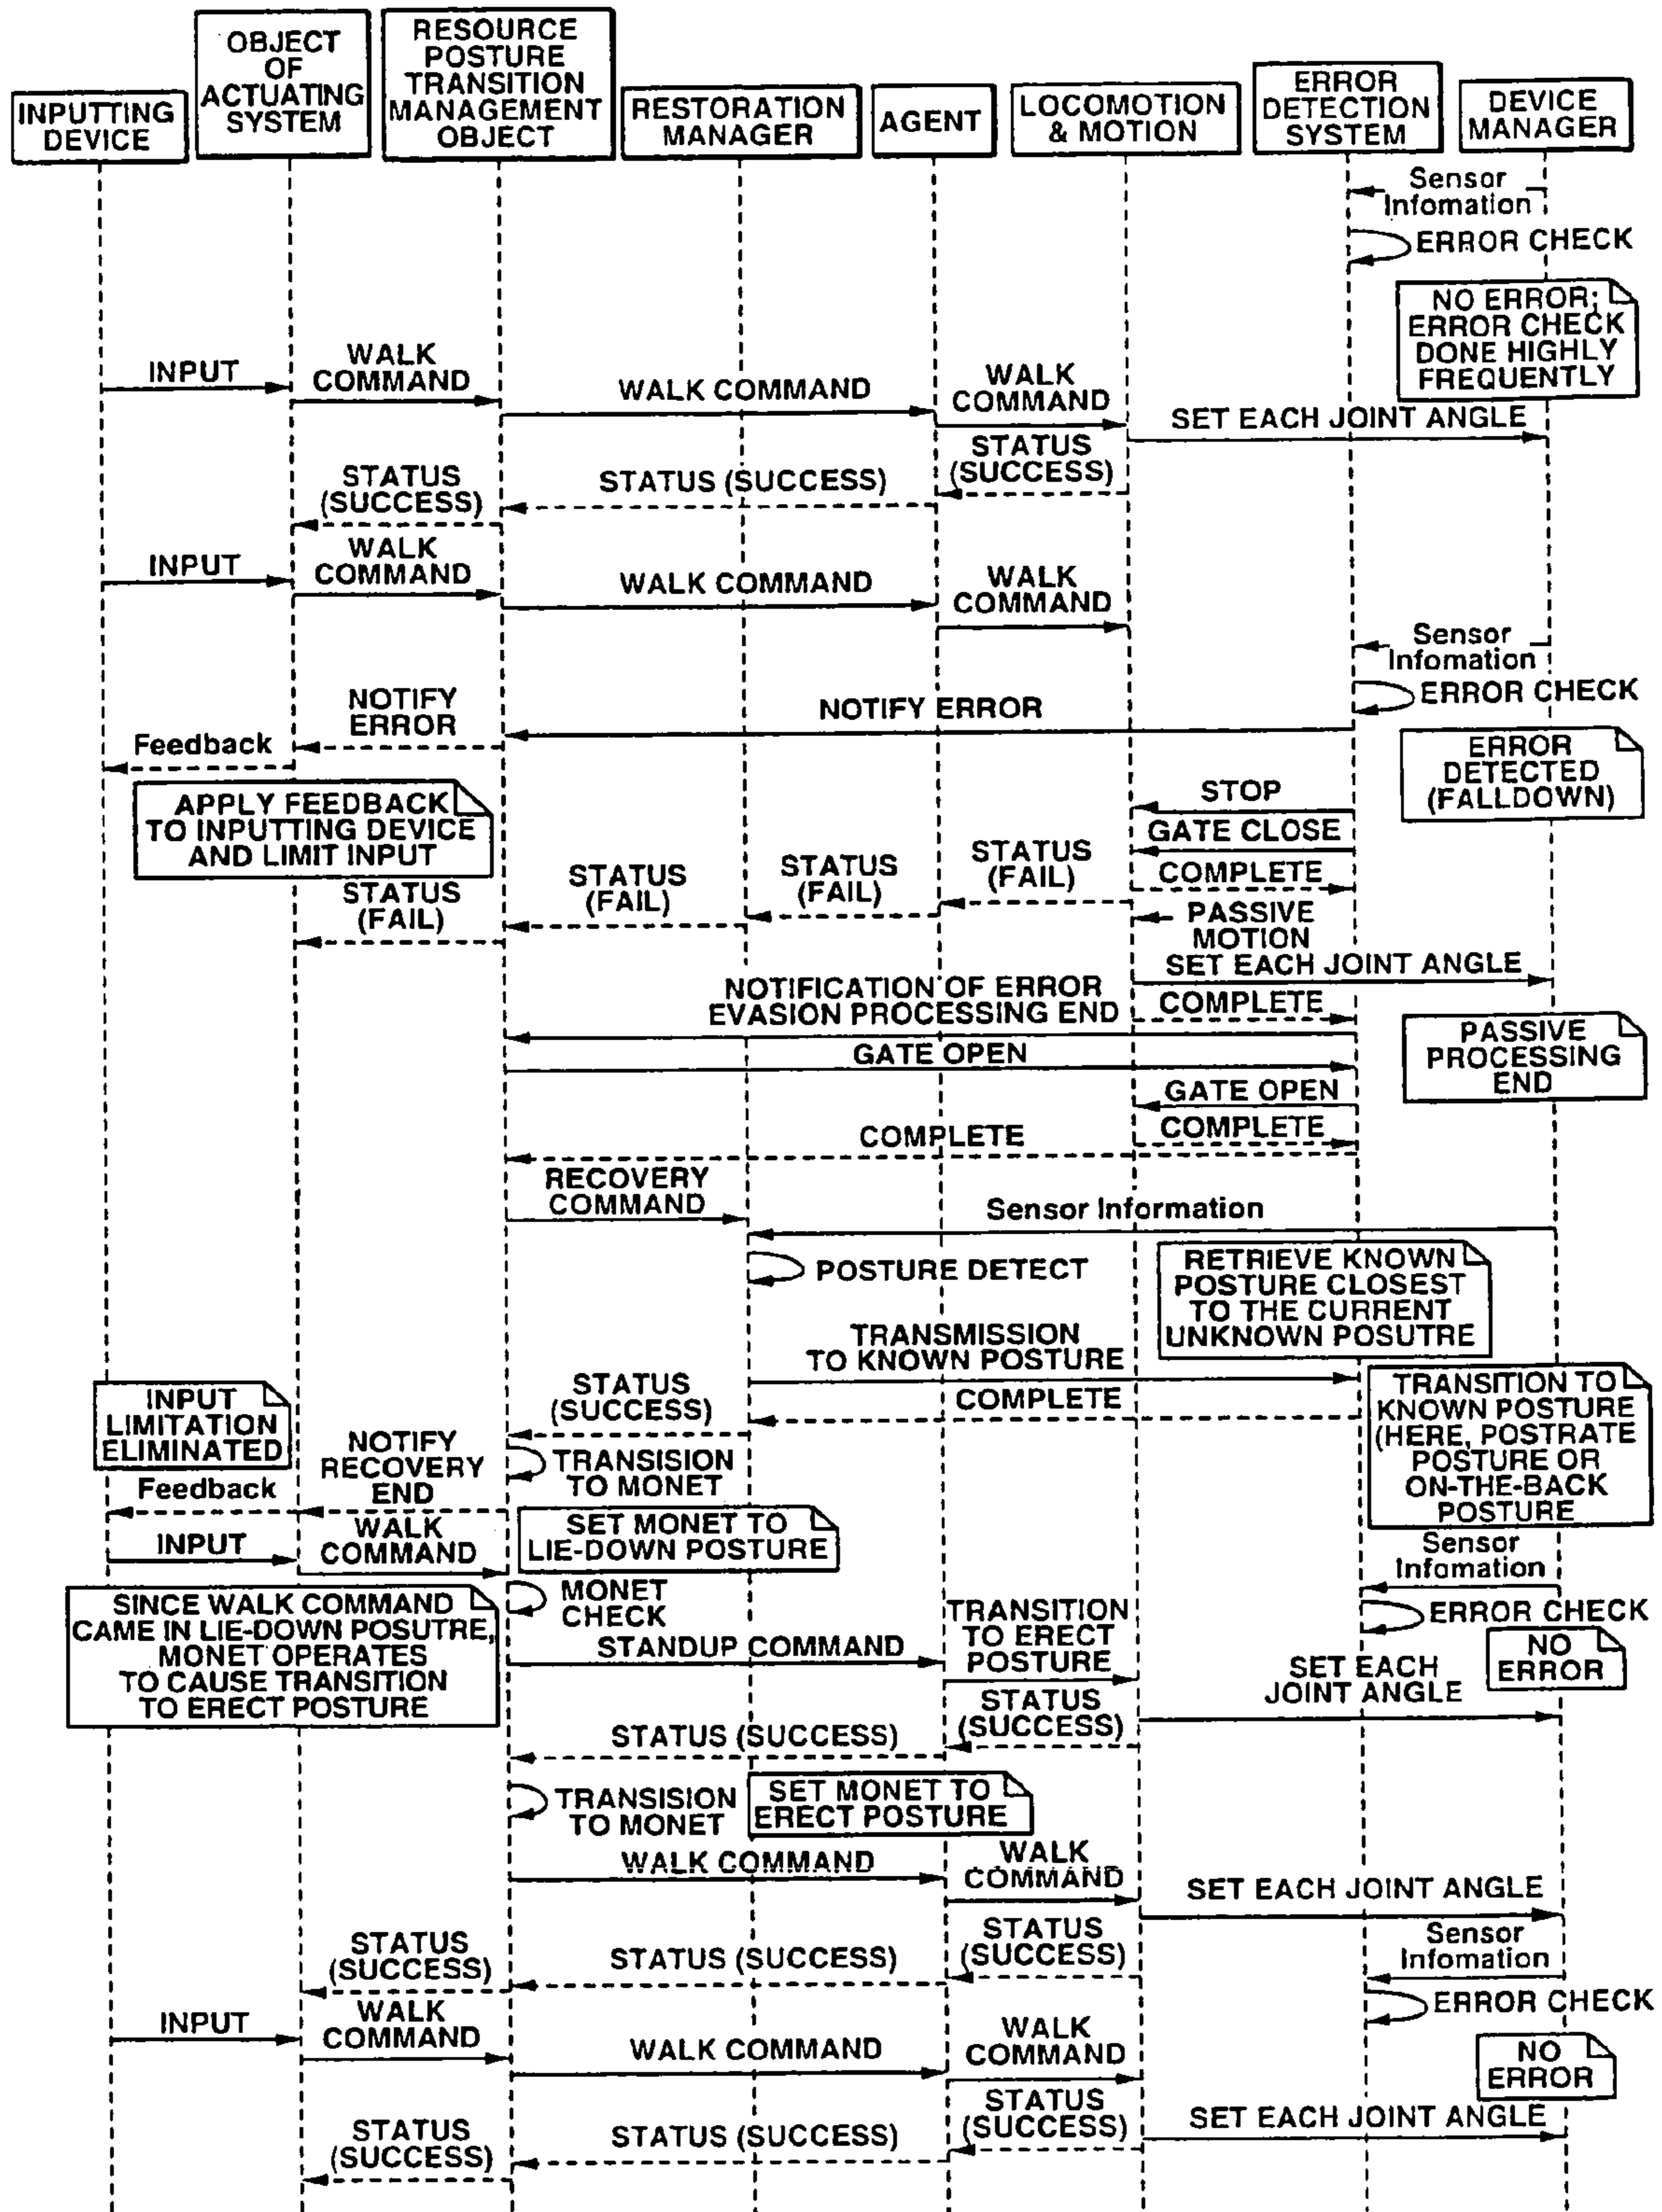 INPUTTING
DEVICE
OBJECT
OF
ACTUATING
SYSTEM
RESOURCE
POSTURE
TRANSITION
MANAGEMENT
OBJECT
RESTORATION
MANAGER
AGENT
LOCOMOTION
& MOTION
ERROR
DETECTION
SYSTEM
DEVICE
MANAGER
Sensor
Infomation
ERROR CHECK
NO ERROR;
ERROR CHECK
DONE HIGHLY
FREQUENTLY
INPUT
WALK
COMMAND
WALK COMMAND
WALK
COMMAND
SET EACH JOINT ANGLE
STATUS
(SUCCESS)
STATUS (SUCCESS)
STATUS
(SUCCESS)
INPUT
WALK
COMMAND
WALK COMMAND
WALK
COMMAND
Sensor
Infomation
ERROR CHECK
NOTIFY ERROR
NOTIFY
ERROR
Feedback
ERROR
DETECTED
(FALLDOWN)
APPLY FEEDBACK
TO INPUTTING DEVICE
AND LIMIT INPUT
STOP
GATE CLOSE
COMPLETE
STATUS
(FAIL)
STATUS
(FAIL)
STATUS
(FAIL)
STATUS
(FAIL)
PASSIVE
MOTION
SET EACH JOINT ANGLE
COMPLETE
NOTIFICATION OF ERROR
EVASION PROCESSING END
PASSIVE
PROCESSING
END
GATE OPEN
GATE OPEN
COMPLETE
COMPLETE
RECOVERY
COMMAND
Sensor Information
POSTURE DETECT
RETRIEVE KNOWN
POSTURE CLOSEST
TO THE CURRENT
UNKNOWN POSUTRE
TRANSMISSION
TO KNOWN POSTURE
COMPLETE
TRANSITION TO
KNOWN POSTURE
(HERE, POSTRATE
POSTURE OR
ON-THE-BACK
POSTURE
STATUS
(SUCCESS)
INPUT
LIMITATION
ELIMINATED
NOTIFY
RECOVERY
END
TRANSISION
TO MONET
Feedback
SET MONET TO
LIE-DOWN POSTURE
INPUT
WALK
COMMAND
Sensor
Infomation
MONET
CHECK
ERROR CHECK
NO
ERROR
SINCE WALK COMMAND
CAME IN LIE-DOWN POSUTRE,
MONET OPERATES
TO CAUSE TRANSITION
TO ERECT POSTURE
STANDUP COMMAND
TRANSITION
TO ERECT
POSTURE
SET EACH
JOINT ANGLE
STATUS
(SUCCESS)
STATUS (SUCCESS)
TRANSISION
TO MONET
SET MONET TO
ERECT POSTURE
WALK COMMAND
WALK
COMMAND
SET EACH JOINT ANGLE
STATUS
(SUCCESS)
STATUS (SUCCESS)
STATUS
(SUCCESS)
Sensor
Infomation
ERROR CHECK
NO
ERROR
INPUT
WALK
COMMAND
WALK COMMAND
WALK
COMMAND
SET EACH JOINT ANGLE
STATUS
(SUCCESS)
STATUS (SUCCESS)
STATUS
(SUCCESS)